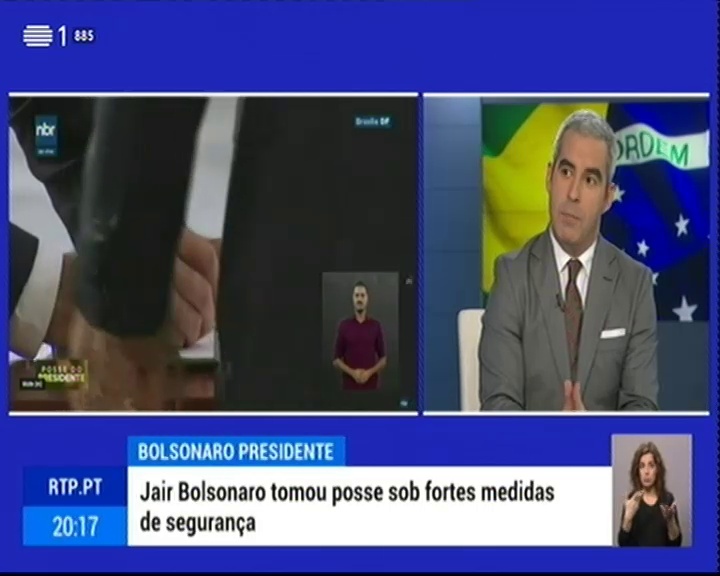 1 885
nbr
Brasília DF
ORDEM
POSSE DO
PRESIDENTE
BOLSONARO PRESIDENTE
RTP.PT
Jair Bolsonaro tomou posse sob fortes medidas
20:17
de segurança